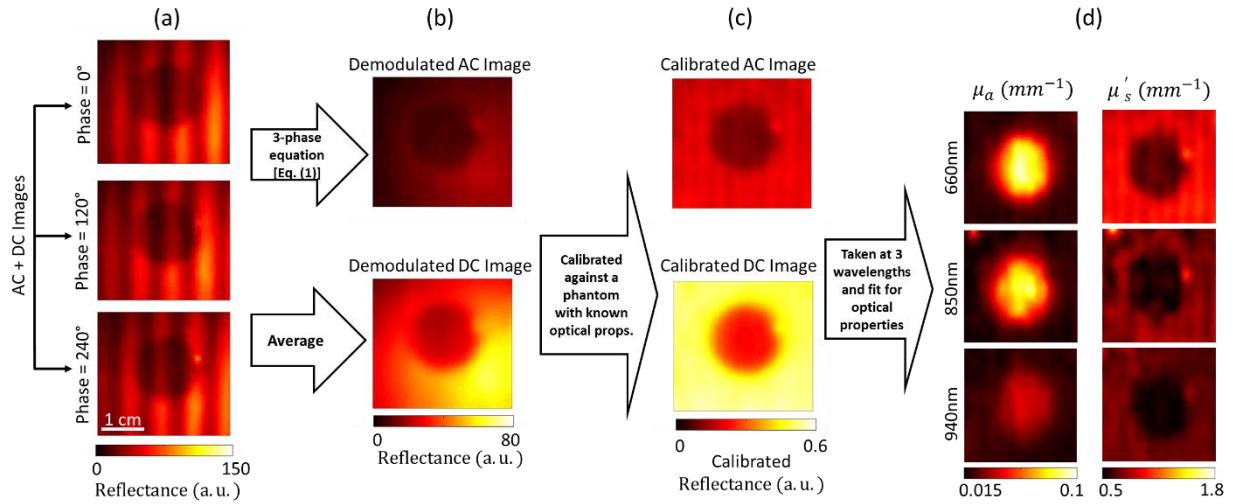 (a)
(b)
(c)
(d)
AC + DC Images
Phase = 0°
Phase = 120°
Phase = 240°
1 cm
0
150
Reflectance (a. u.)
3-phase
equation
[Eq. (1)]
Average
Demodulated AC Image
Demodulated DC Image
0
80
Reflectance (a. u.)
Calibrated
against a
phantom
with known
optical props.
Calibrated AC Image
Calibrated DC Image
0
0.6
Calibrated
Reflectance (a. u.)
Taken at 3
wavelengths
and fit for
optical
properties
μa (mm⁻¹)
μ's (mm⁻¹)
660nm
850nm
940nm
0.015
0.1
0.5
1.8